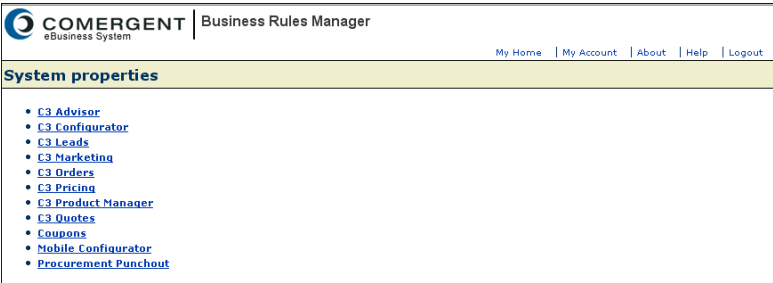 COMERGENT Business Rules Manager
eBusiness System
My Home | My Account | About | Help | Logout
System properties
• C3 Advisor
• C3 Configurator
• C3 Leads
• C3 Marketing
• C3 Orders
• C3 Pricing
• C3 Product Manager
• C3 Quotes
• Coupons
• Mobile Configurator
• Procurement Punchout